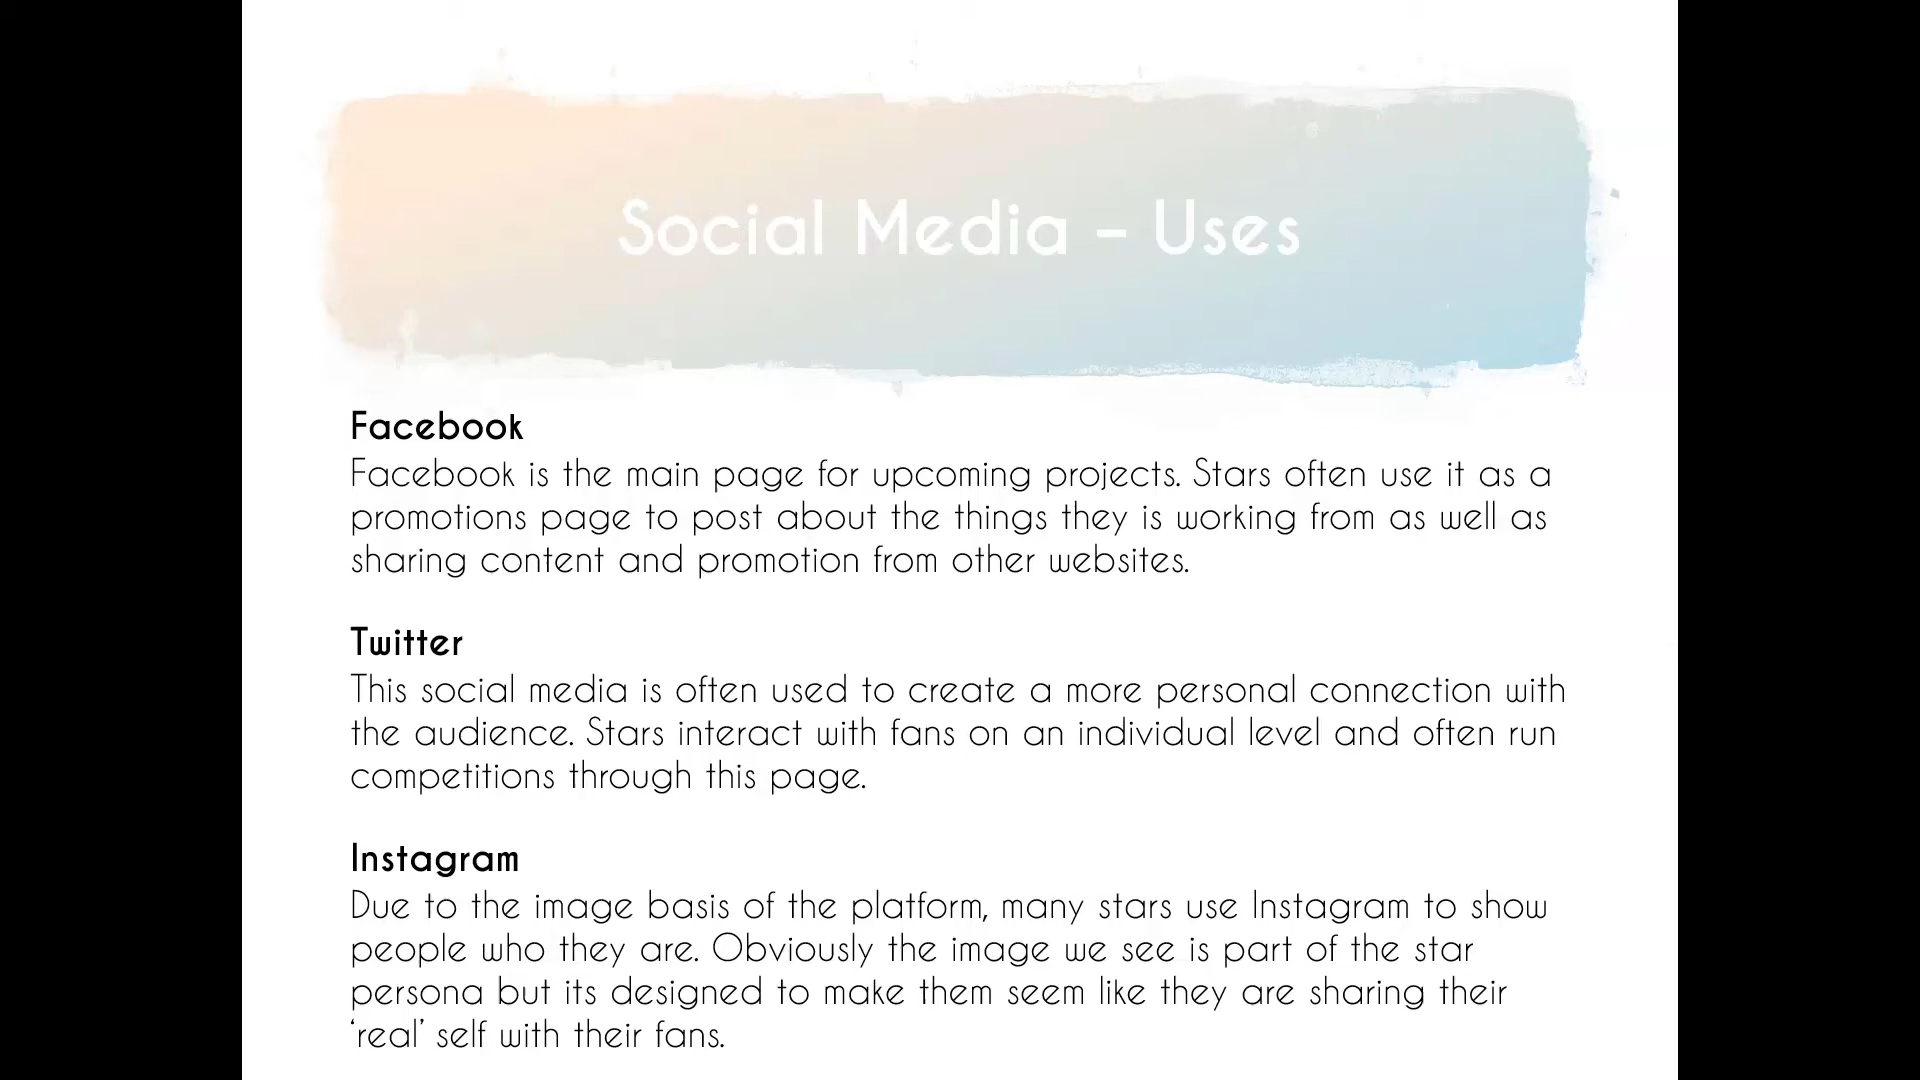 Social Media – Uses
Facebook
Facebook is the main page for upcoming projects. Stars often use it as a
promotions page to post about the things they is working from as well as
sharing content and promotion from other websites.
Twitter
This social media is often used to create a more personal connection with
the audience. Stars interact with fans on an individual level and often run
competitions through this page.
Instagram
Due to the image basis of the platform, many stars use Instagram to show
people who they are. Obviously the image we see is part of the star
persona but its designed to make them seem like they are sharing their
‘real’ self with their fans.